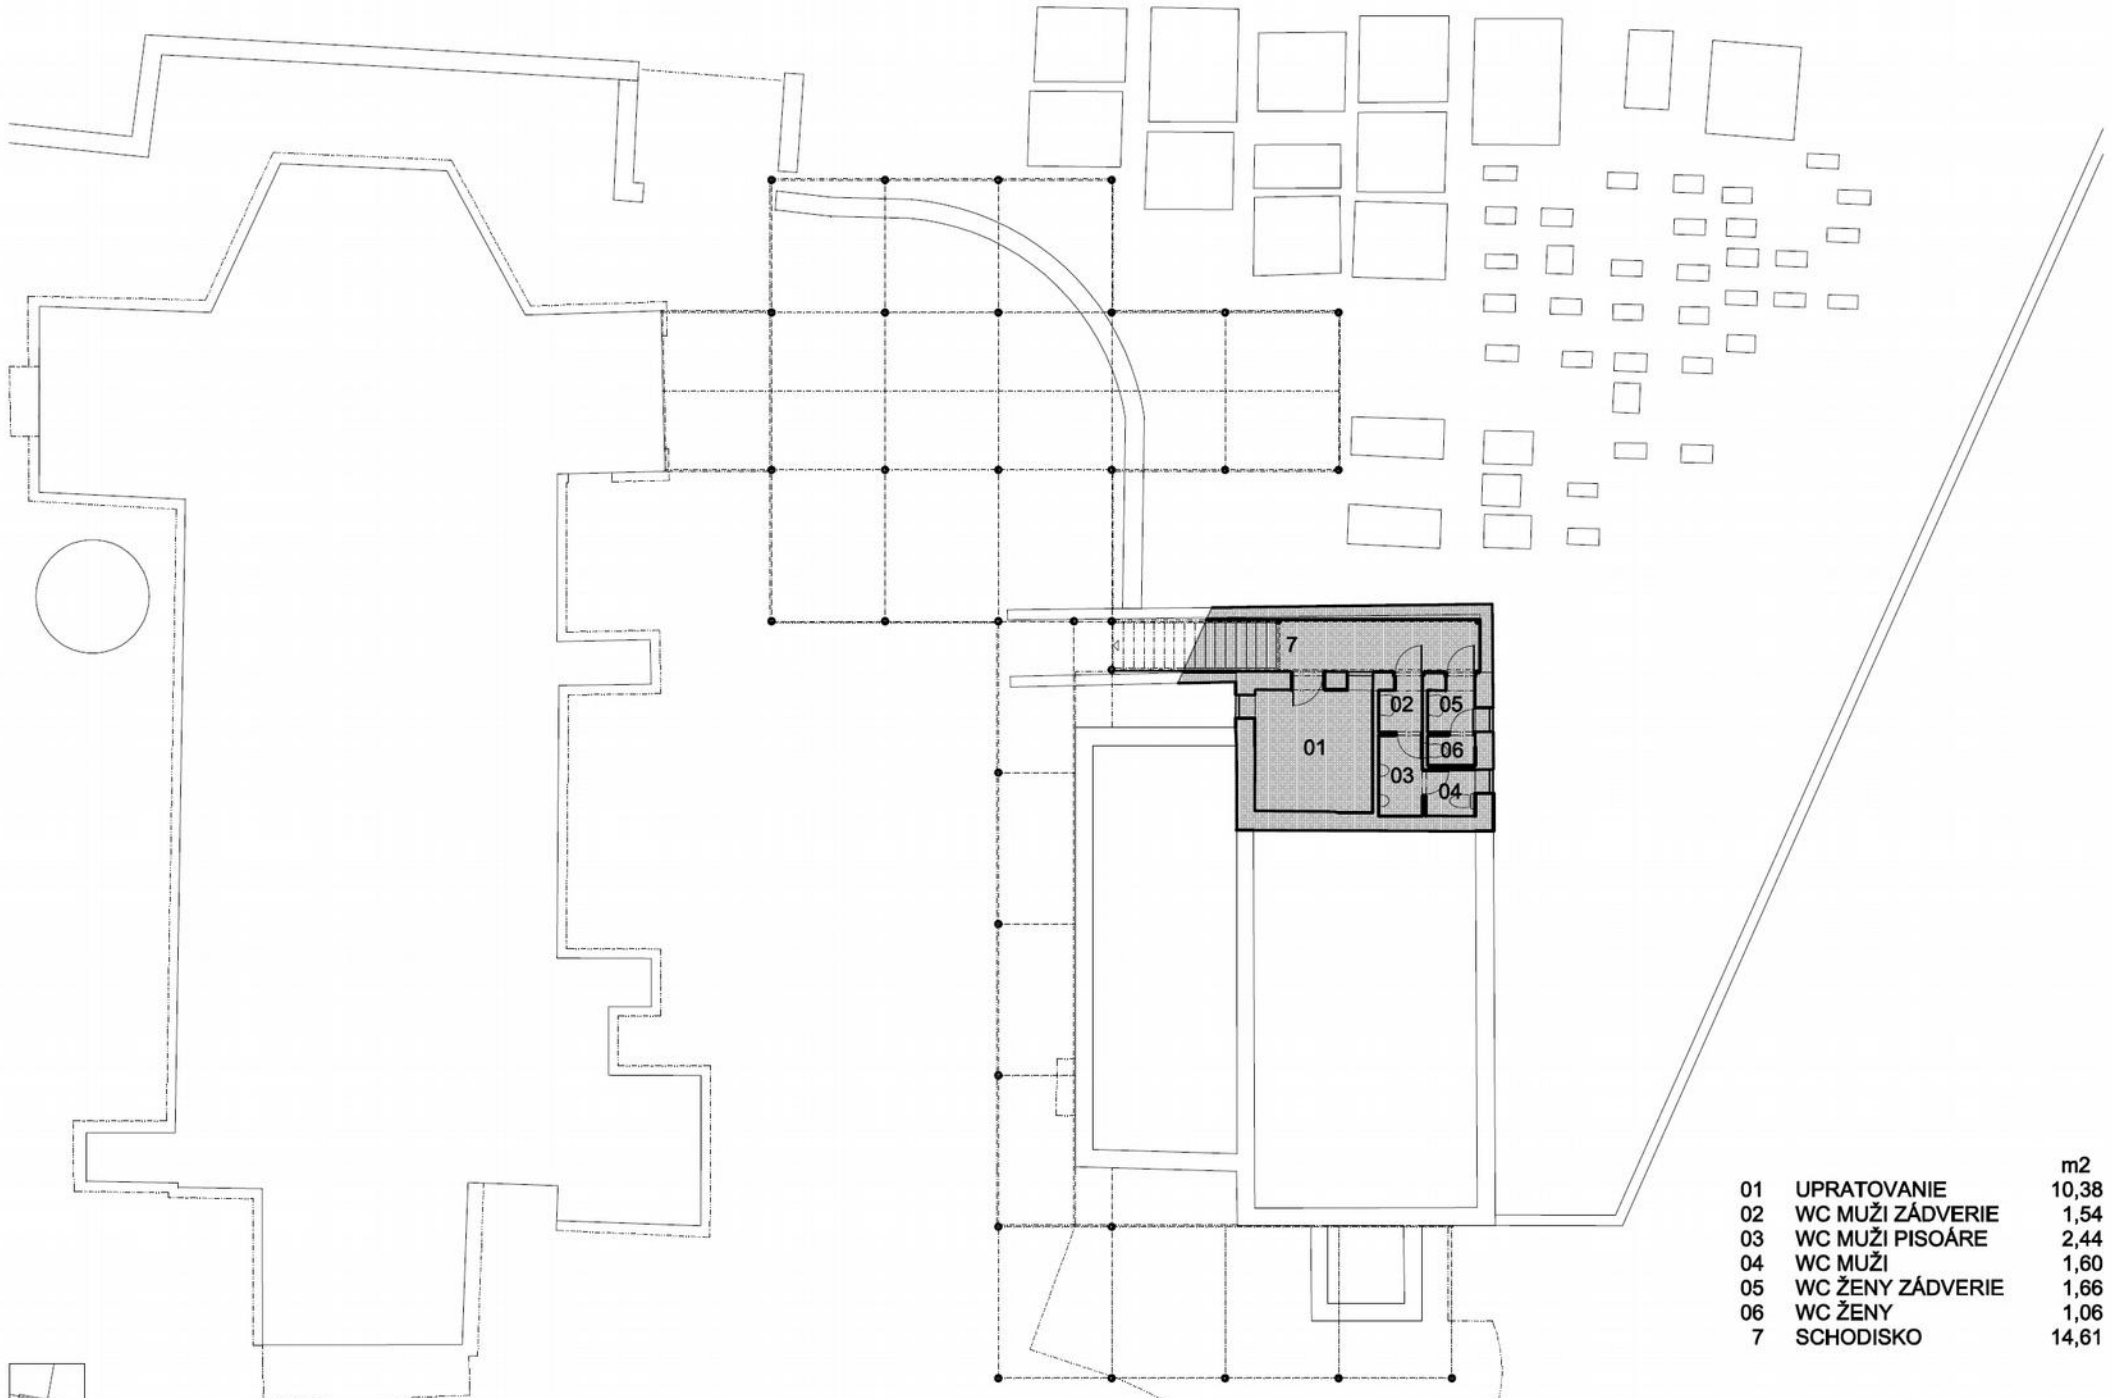 7
02
05
01
06
03
04
m2
01 UPRATOVANIE 10,38
02 WC MUŽI ZÁDVERIE 1,54
03 WC MUŽI PISOÁRE 2,44
04 WC MUŽI 1,60
05 WC ŽENY ZÁDVERIE 1,66
06 WC ŽENY 1,06
7 SCHODISKO 14,61